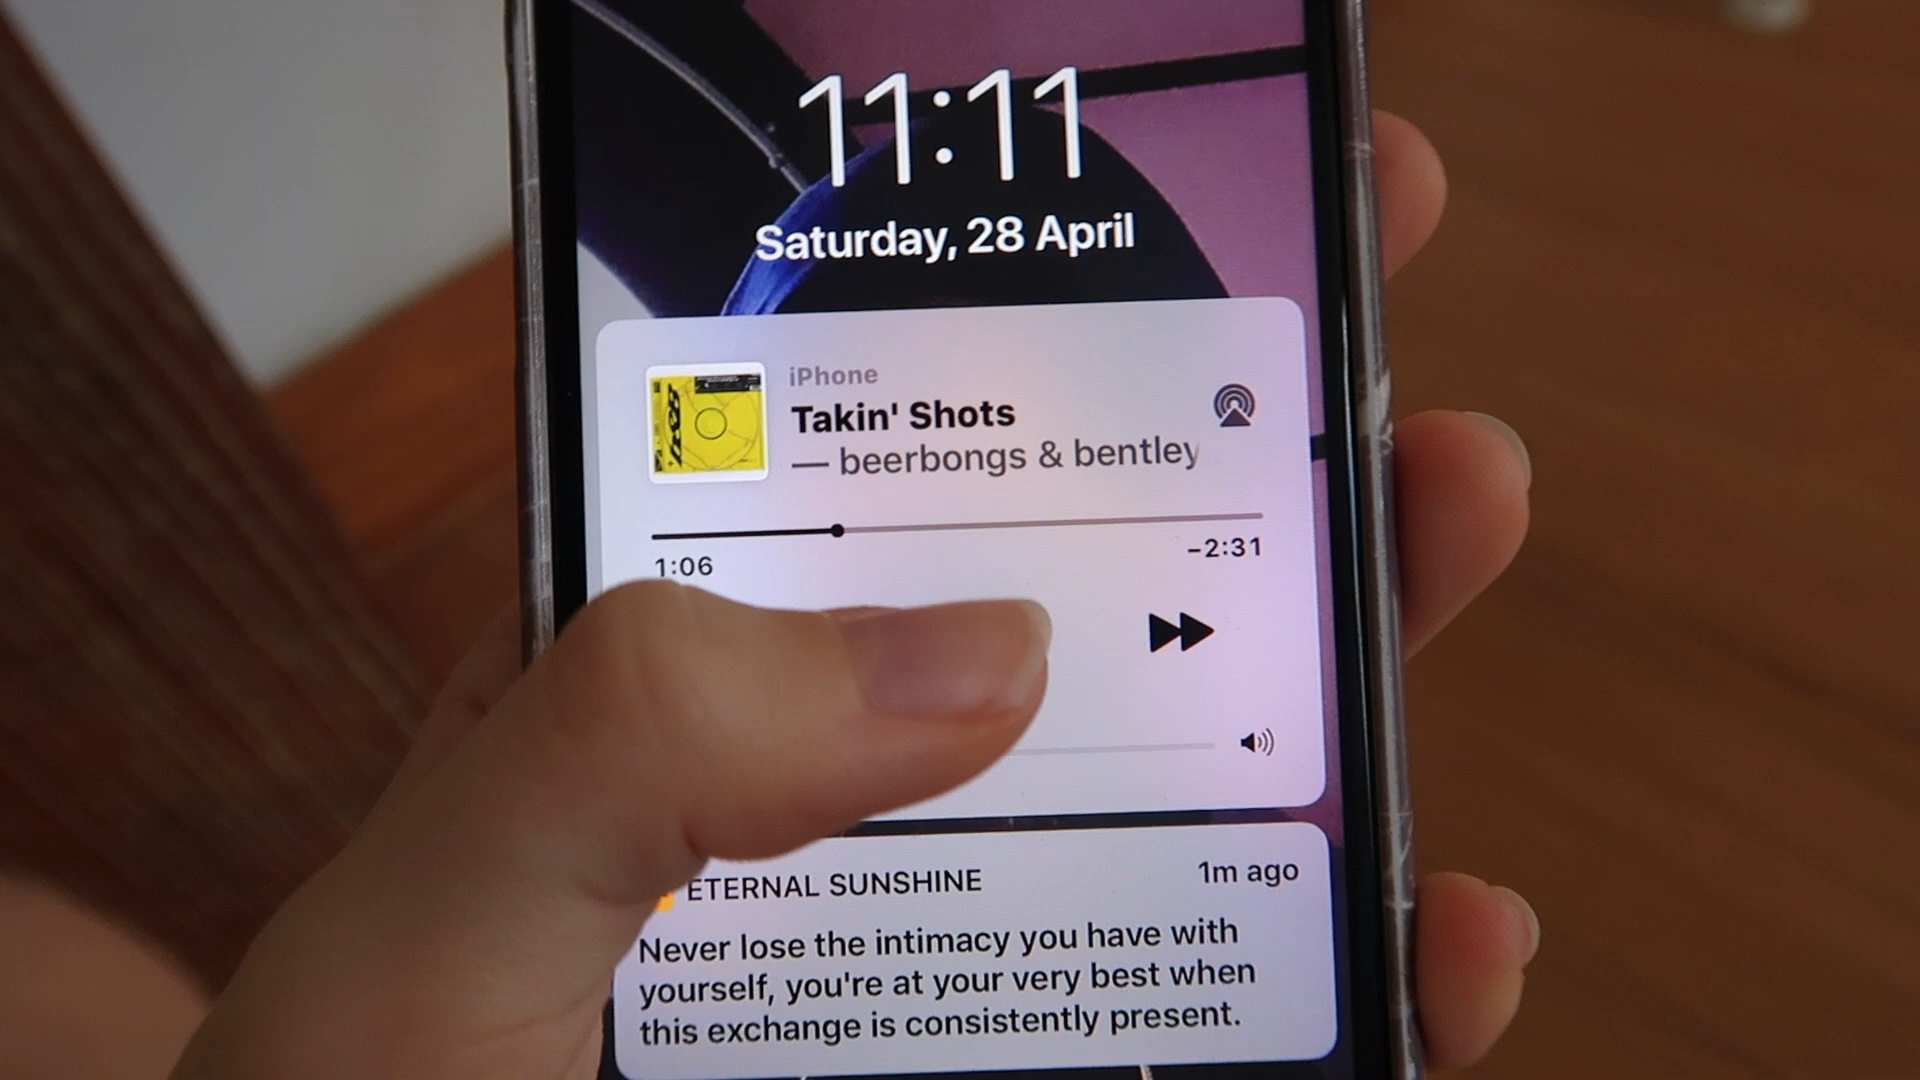 11:11
Saturday, 28 April
iPhone
Takin' Shots
— beerbongs & bentley
1:06
-2:31
ETERNAL SUNSHINE
1m ago
Never lose the intimacy you have with
yourself, you're at your very best when
this exchange is consistently present.